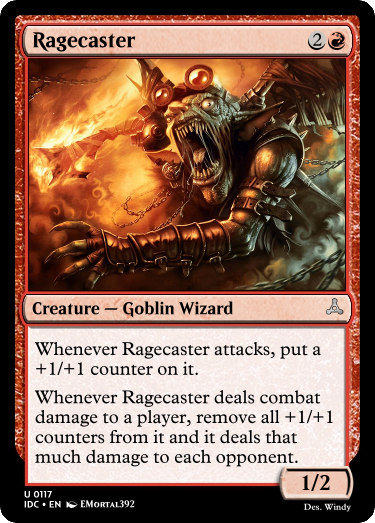 Ragecaster
2
Creature — Goblin Wizard
Whenever Ragecaster attacks, put a
+1/+1 counter on it.
Whenever Ragecaster deals combat
damage to a player, remove all +1/+1
counters from it and it deals that
much damage to each opponent.
1/2
U 0117
IDC • EN EMortal392
Des. Windy